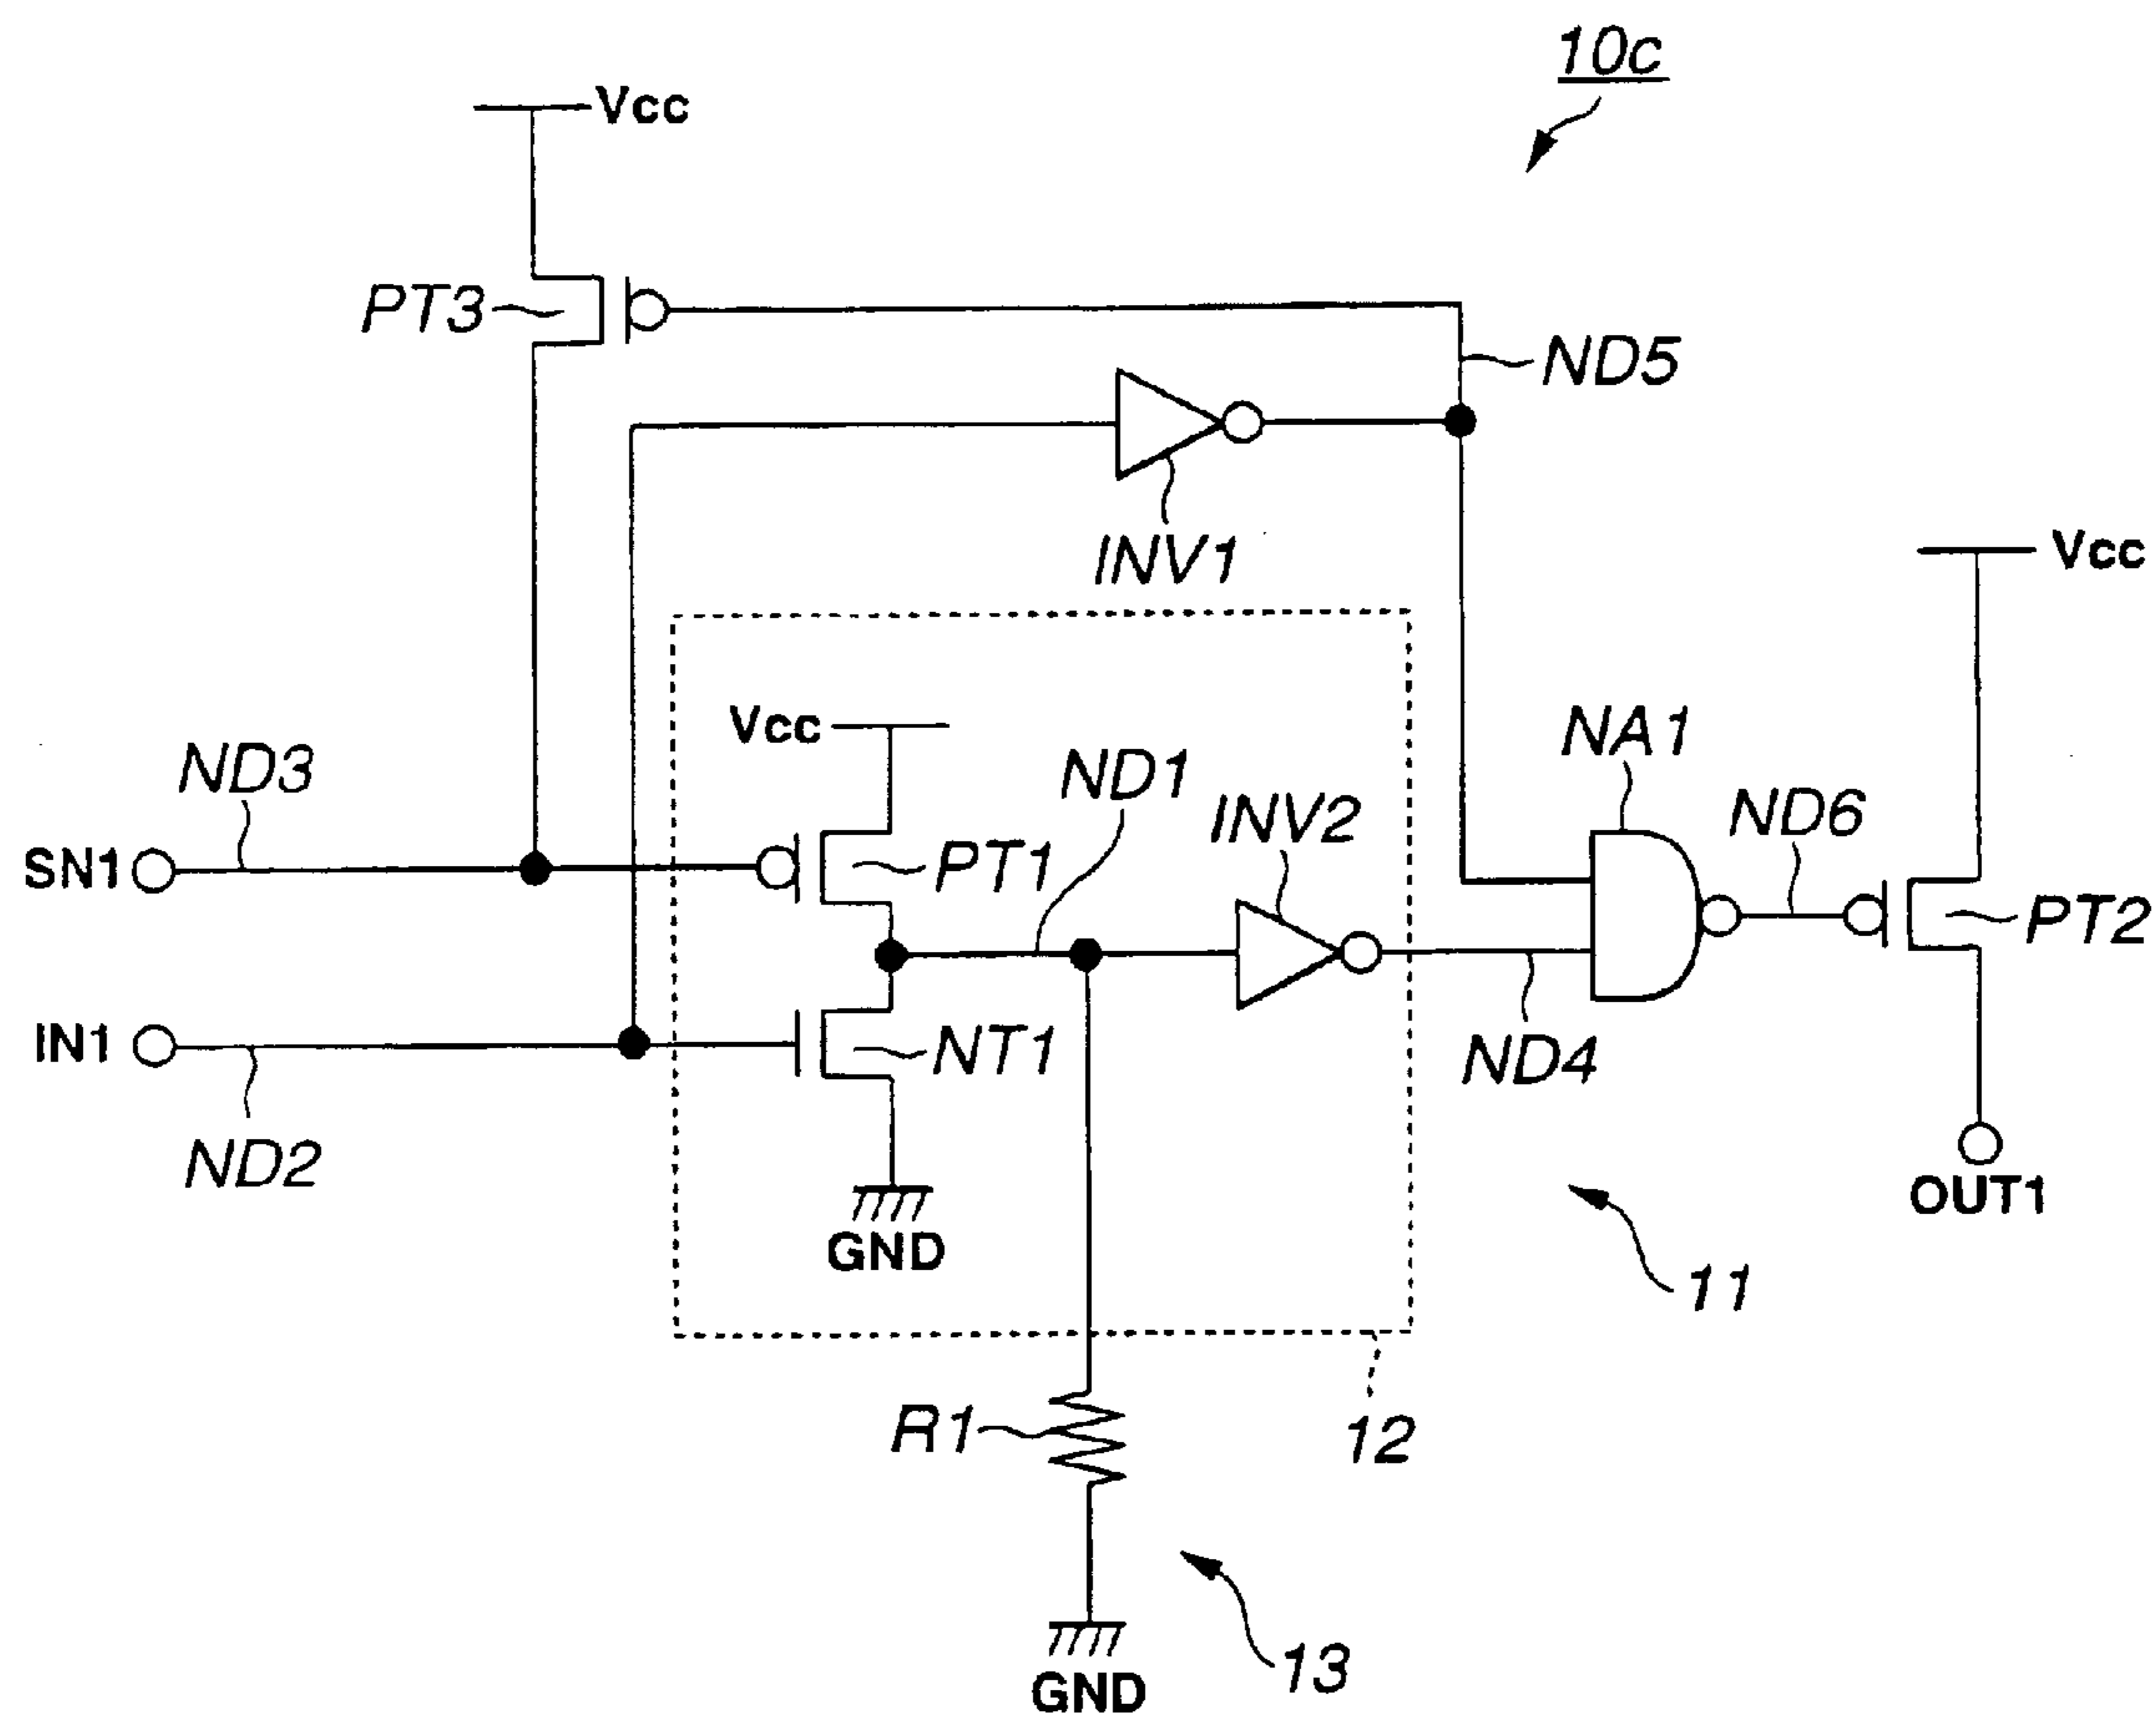 10c
Vcc
PT3
ND5
INV1
Vcc
Vcc
ND1
NA1
ND3
INV2
ND6
SN1
PT1
PT2
IN1
NT1
ND4
ND2
OUT1
GND
11
R1
12
13
GND